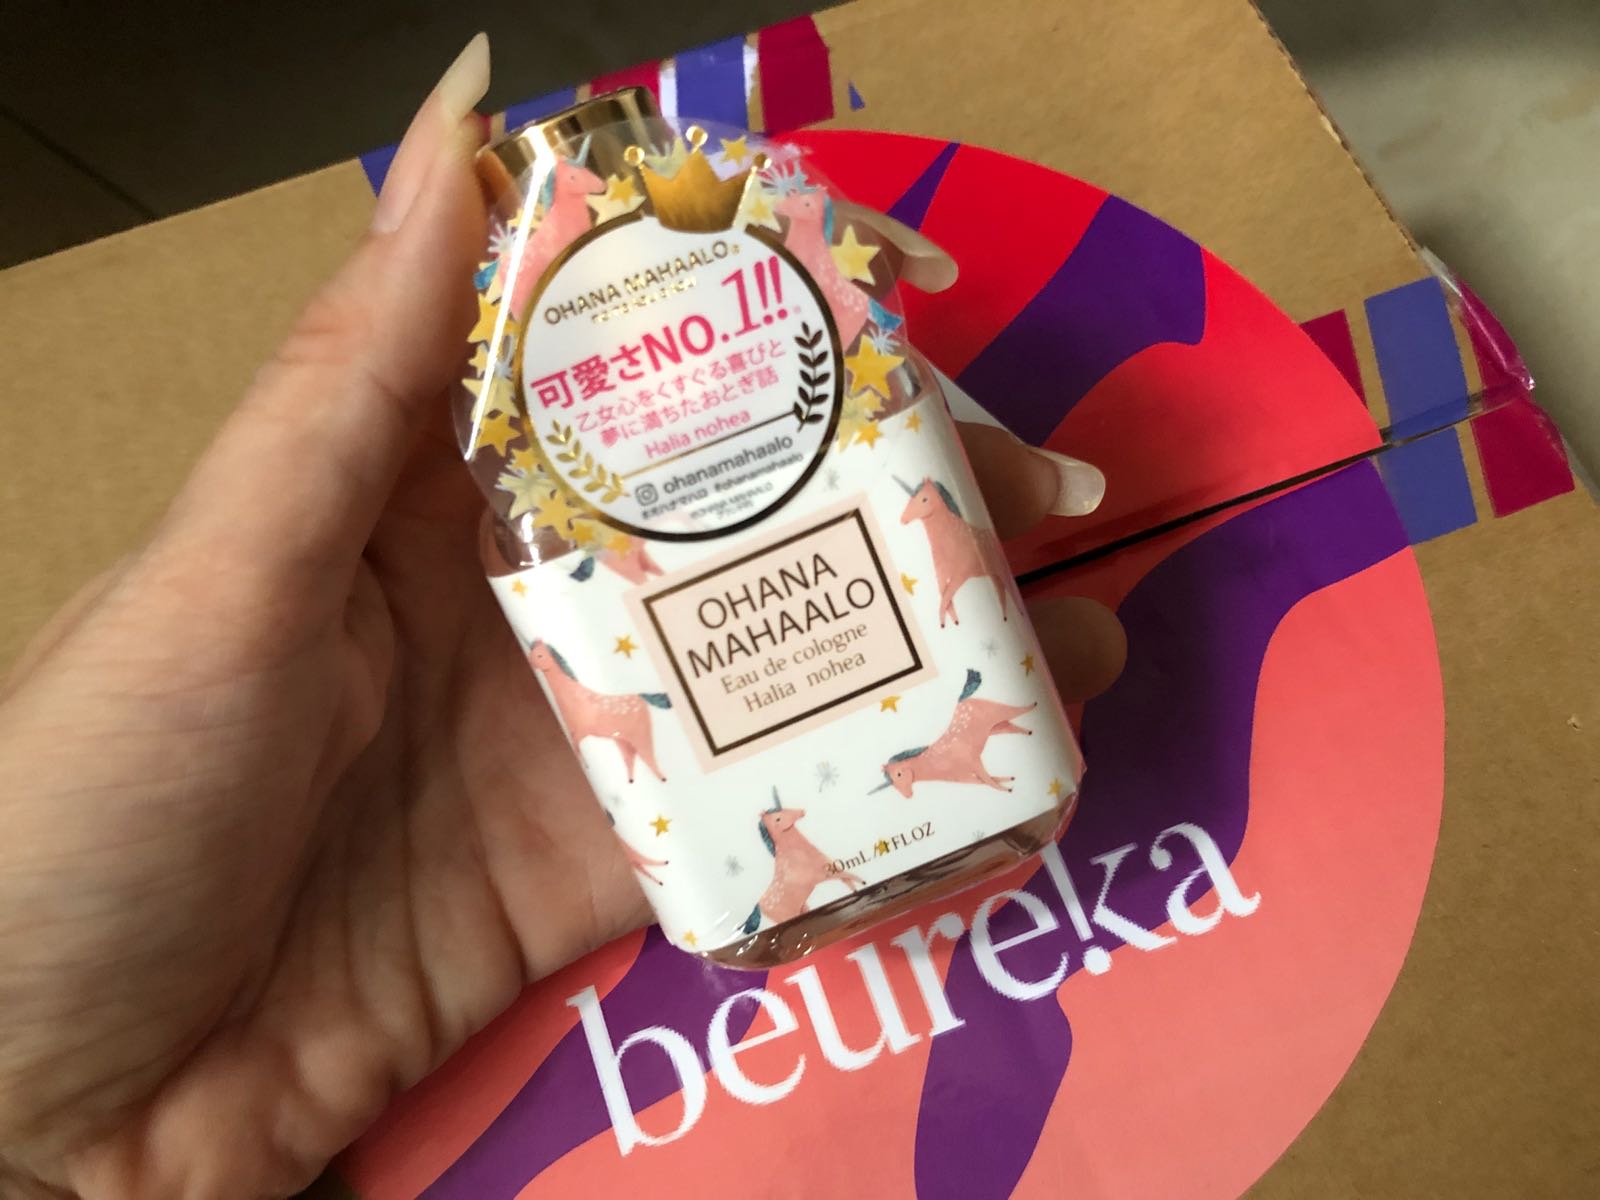 OHANA MAHAALO
可愛さNO.1!!
乙女心をくすぐる喜びと
夢に満ちたおとぎ話
Halia nohea
ohanamahaalo
OHANA
MAHAALO
Eau de cologne
Halia nohea
30mL/1FLOZ
beureka